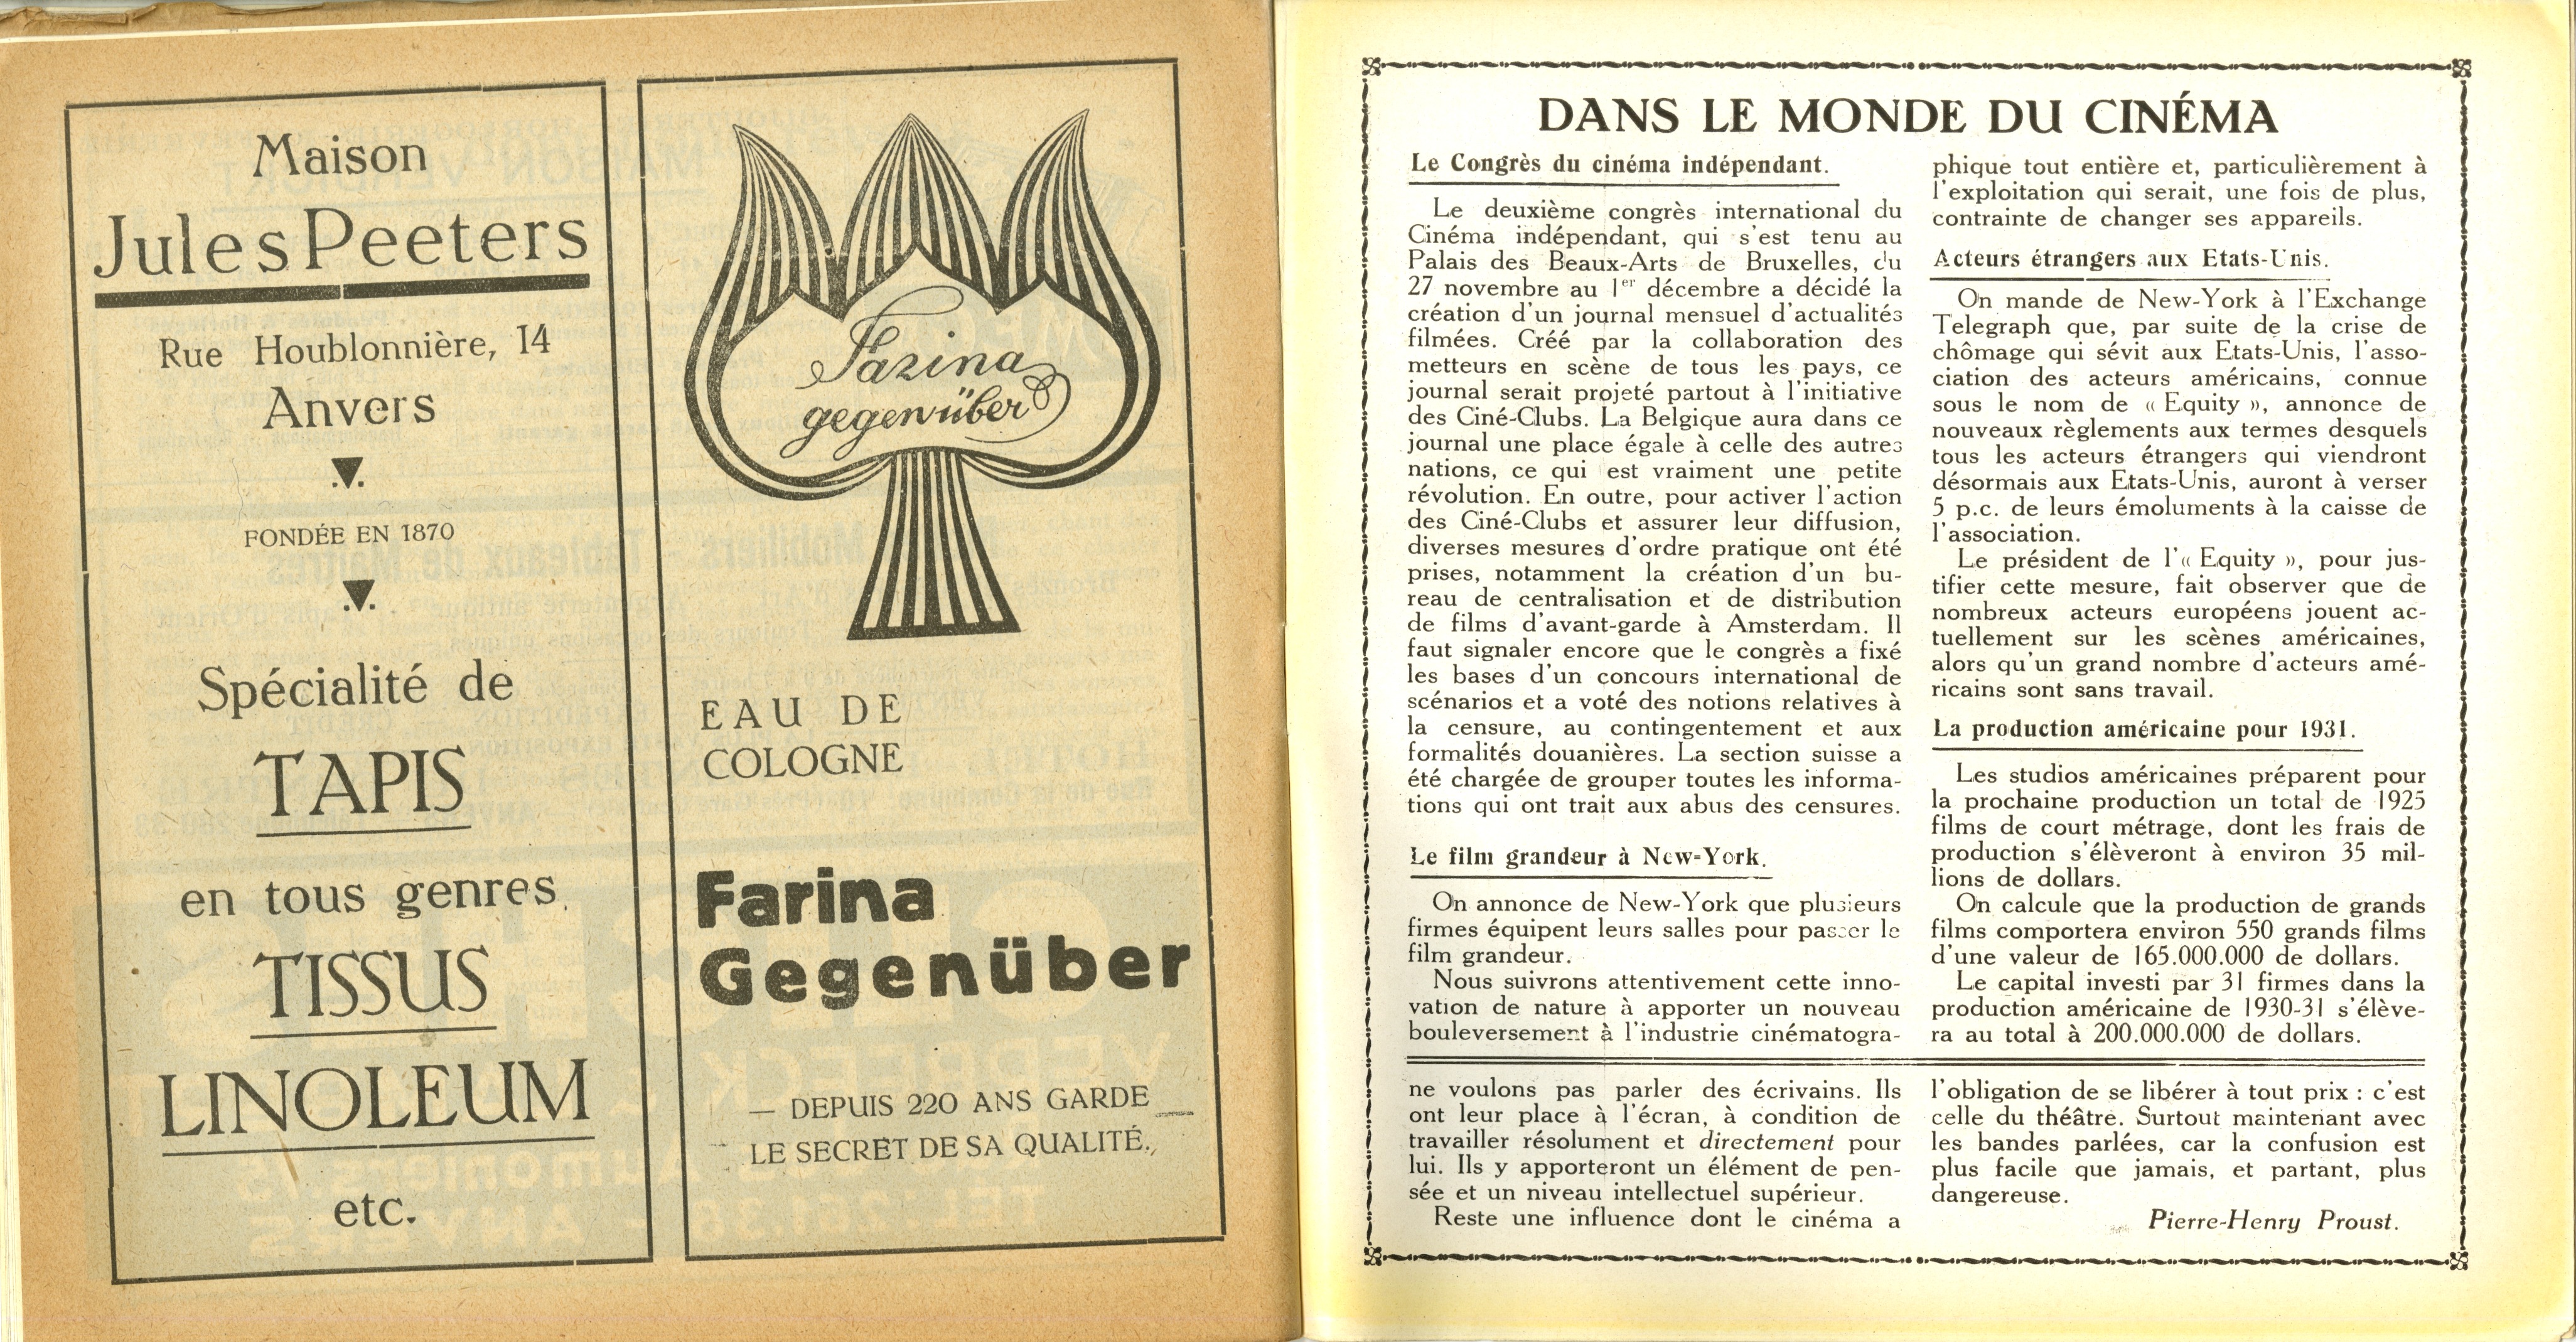 Maison
Jules Peeters
Rue Houblonnière, 14
Anvers
FONDÉE EN 1870
Spécialité de
TAPIS
en tous genres
TISSUS
LINOLEUM
etc.
Farina
gegenüber
EAU DE
COLOGNE
Farina
Gegenüber
— DEPUIS 220 ANS GARDE —
LE SECRET DE SA QUALITÉ.
DANS LE MONDE DU CINÉMA
Le Congrès du cinéma indépendant.
Le deuxième congrès international du
Cinéma indépendant, qui s'est tenu au
Palais des Beaux-Arts de Bruxelles, du
27 novembre au 1er décembre a décidé la
création d'un journal mensuel d'actualités
filmées. Créé par la collaboration des
metteurs en scène de tous les pays, ce
journal serait projeté partout à l'initiative
des Ciné-Clubs. La Belgique aura dans ce
journal une place égale à celle des autres
nations, ce qui est vraiment une petite
révolution. En outre, pour activer l'action
des Ciné-Clubs et assurer leur diffusion,
diverses mesures d'ordre pratique ont été
prises, notamment la création d'un bu-
reau de centralisation et de distribution
de films d'avant-garde à Amsterdam. Il
faut signaler encore que le congrès a fixé
les bases d'un concours international de
scénarios et a voté des notions relatives à
la censure, au contingentement et aux
formalités douanières. La section suisse a
été chargée de grouper toutes les informa-
tions qui ont trait aux abus des censures.
Le film grandeur à New-York.
On annonce de New-York que plusieurs
firmes équipent leurs salles pour passer le
film grandeur.
Nous suivrons attentivement cette inno-
vation de nature à apporter un nouveau
bouleversement à l'industrie cinématogra-
phique tout entière et, particulièrement à
l'exploitation qui serait, une fois de plus,
contrainte de changer ses appareils.
Acteurs étrangers aux Etats-Unis.
On mande de New-York à l'Exchange
Telegraph que, par suite de la crise de
chômage qui sévit aux Etats-Unis, l'asso-
ciation des acteurs américains, connue
sous le nom de « Equity », annonce de
nouveaux règlements aux termes desquels
tous les acteurs étrangers qui viendront
désormais aux Etats-Unis, auront à verser
5 p.c. de leurs émoluments à la caisse de
l'association.
Le président de l'« Equity », pour jus-
tifier cette mesure, fait observer que de
nombreux acteurs européens jouent ac-
tuellement sur les scènes américaines,
alors qu'un grand nombre d'acteurs amé-
ricains sont sans travail.
La production américaine pour 1931.
Les studios américaines préparent pour
la prochaine production un total de 1925
films de court métrage, dont les frais de
production s'élèveront à environ 35 mil-
lions de dollars.
On calcule que la production de grands
films comportera environ 550 grands films
d'une valeur de 165.000.000 de dollars.
Le capital investi par 31 firmes dans la
production américaine de 1930-31 s'élève-
ra au total à 200.000.000 de dollars.
ne voulons pas parler des écrivains. Ils
ont leur place à l'écran, à condition de
travailler résolument et directement pour
lui. Ils y apporteront un élément de pen-
sée et un niveau intellectuel supérieur.
Reste une influence dont le cinéma a
l'obligation de se libérer à tout prix : c'est
celle du théâtre. Surtout maintenant avec
les bandes parlées, car la confusion est
plus facile que jamais, et partant, plus
dangereuse.
Pierre-Henry Proust.